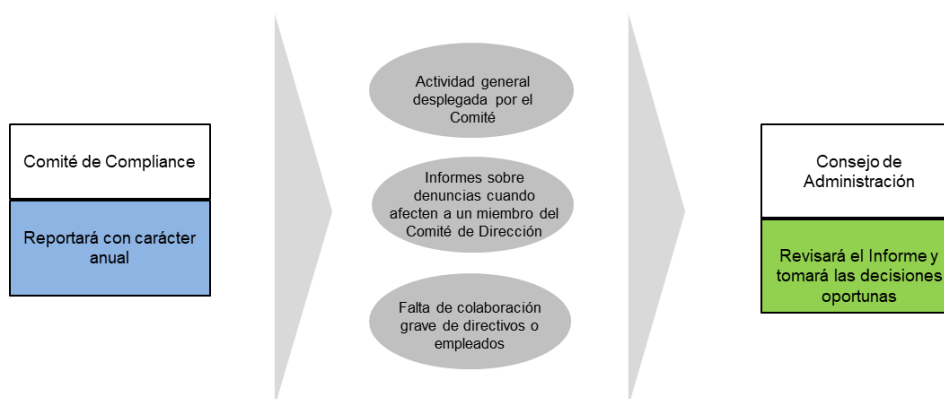 Comité de Compliance
Reportará con carácter
anual
Actividad general
desplegada por el
Comité
Informes sobre
denuncias cuando
afecten a un miembro del
Comité de Dirección
Falta de colaboración
grave de directivos o
empleados
Consejo de
Administración
Revisará el Informe y
tomará las decisiones
oportunas